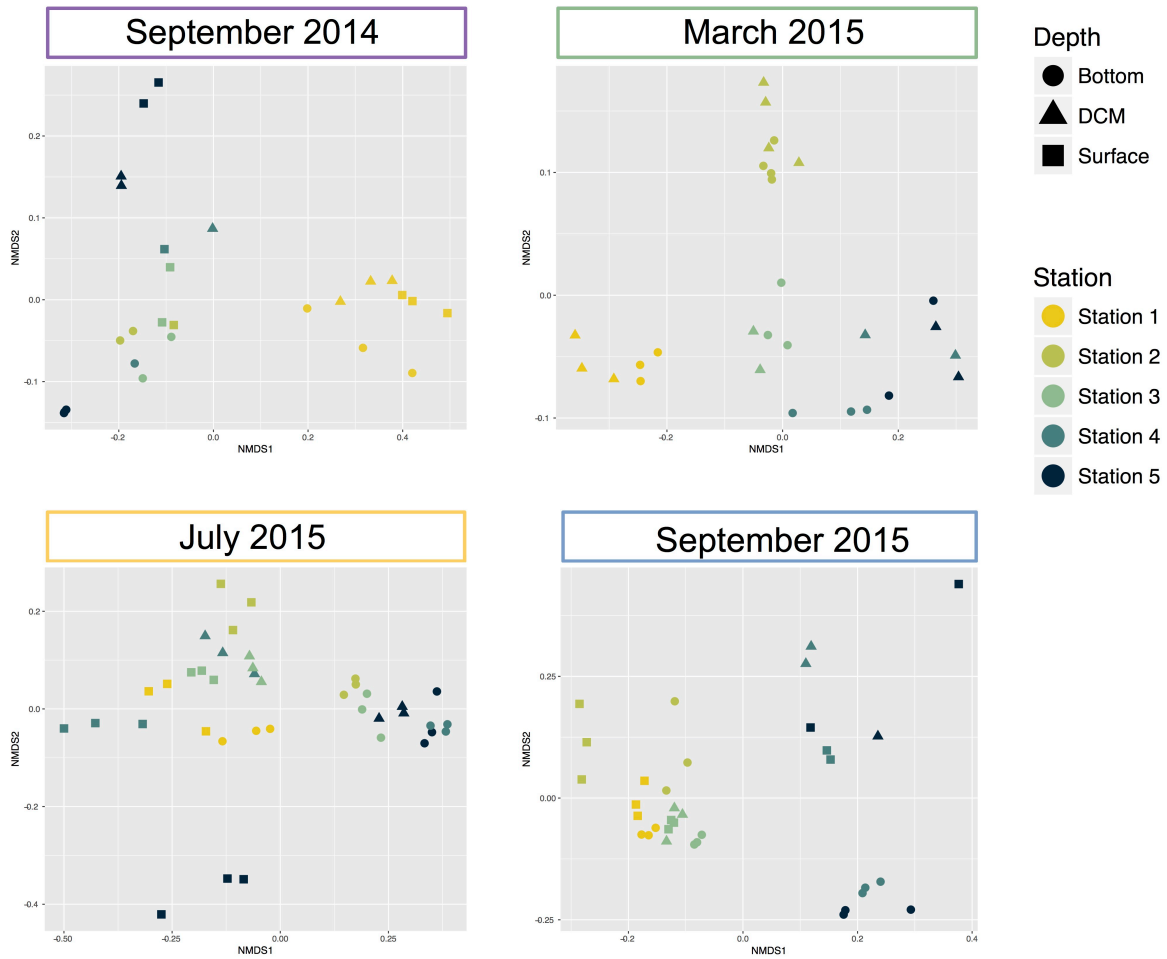 September 2014
March 2015
Depth
Bottom
DCM
Surface
0.2
0.1
0.0
-0.1
NMDS2
-0.2
0.0
0.2
0.4
NMDS1
0.1
0.0
-0.1
NMDS2
-0.2
0.0
0.2
NMDS1
Station
Station 1
Station 2
Station 3
Station 4
Station 5
July 2015
September 2015
0.2
0.0
-0.2
-0.4
NMDS2
-0.50
-0.25
0.00
0.25
NMDS1
0.25
0.00
-0.25
NMDS2
-0.2
0.0
0.2
0.4
NMDS1